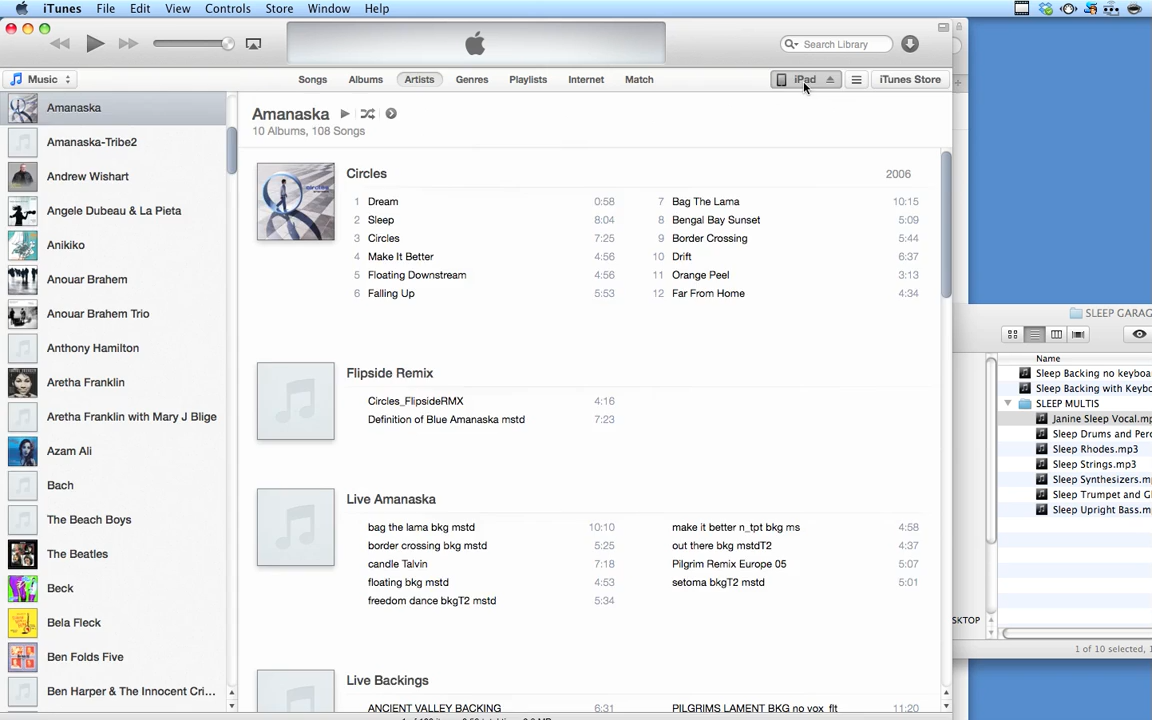 iTunes File Edit View Controls Store Window Help
Search Library
Music Songs Albums Artists Genres Playlists Internet Match iPad iTunes Store
Amanaska
Amanaska-Tribe2
Andrew Wishart
Angele Dubeau & La Pieta
Anikiko
Anouar Brahem
Anouar Brahem Trio
Anthony Hamilton
Aretha Franklin
Aretha Franklin with Mary J Blige
Azam Ali
Bach
The Beach Boys
The Beatles
Beck
Bela Fleck
Ben Folds Five
Ben Harper & The Innocent Cri...
Amanaska
10 Albums, 108 Songs
Circles 2006
1 Dream 0:58
2 Sleep 8:04
3 Circles 7:25
4 Make It Better 4:56
5 Floating Downstream 4:56
6 Falling Up 5:53
7 Bag The Lama 10:15
8 Bengal Bay Sunset 5:09
9 Border Crossing 5:44
10 Drift 6:37
11 Orange Peel 3:13
12 Far From Home 4:34
Flipside Remix
Circles_FlipsideRMX 4:16
Definition of Blue Amanaska mstd 7:23
Live Amanaska
bag the lama bkg mstd 10:10
border crossing bkg mstd 5:25
candle Talvin 7:18
floating bkg mstd 4:53
freedom dance bkgT2 mstd 5:34
make it better n_tpt bkg ms 4:58
out there bkg mstdT2 4:37
Pilgrim Remix Europe 05 5:07
setoma bkgT2 mstd 5:01
Live Backings
ANCIENT VALLEY BACKING 6:31
PILGRIMS LAMENT BKG no vox flt 11:20
SLEEP GARAG
Name
Sleep Backing no keyboa
Sleep Backing with Keybo
SLEEP MULTIS
Janine Sleep Vocal.mp
Sleep Drums and Perc
Sleep Rhodes.mp3
Sleep Strings.mp3
Sleep Synthesizers.mp
Sleep Trumpet and Gl
Sleep Upright Bass.mp
SKTOP
1 of 10 selected, 1